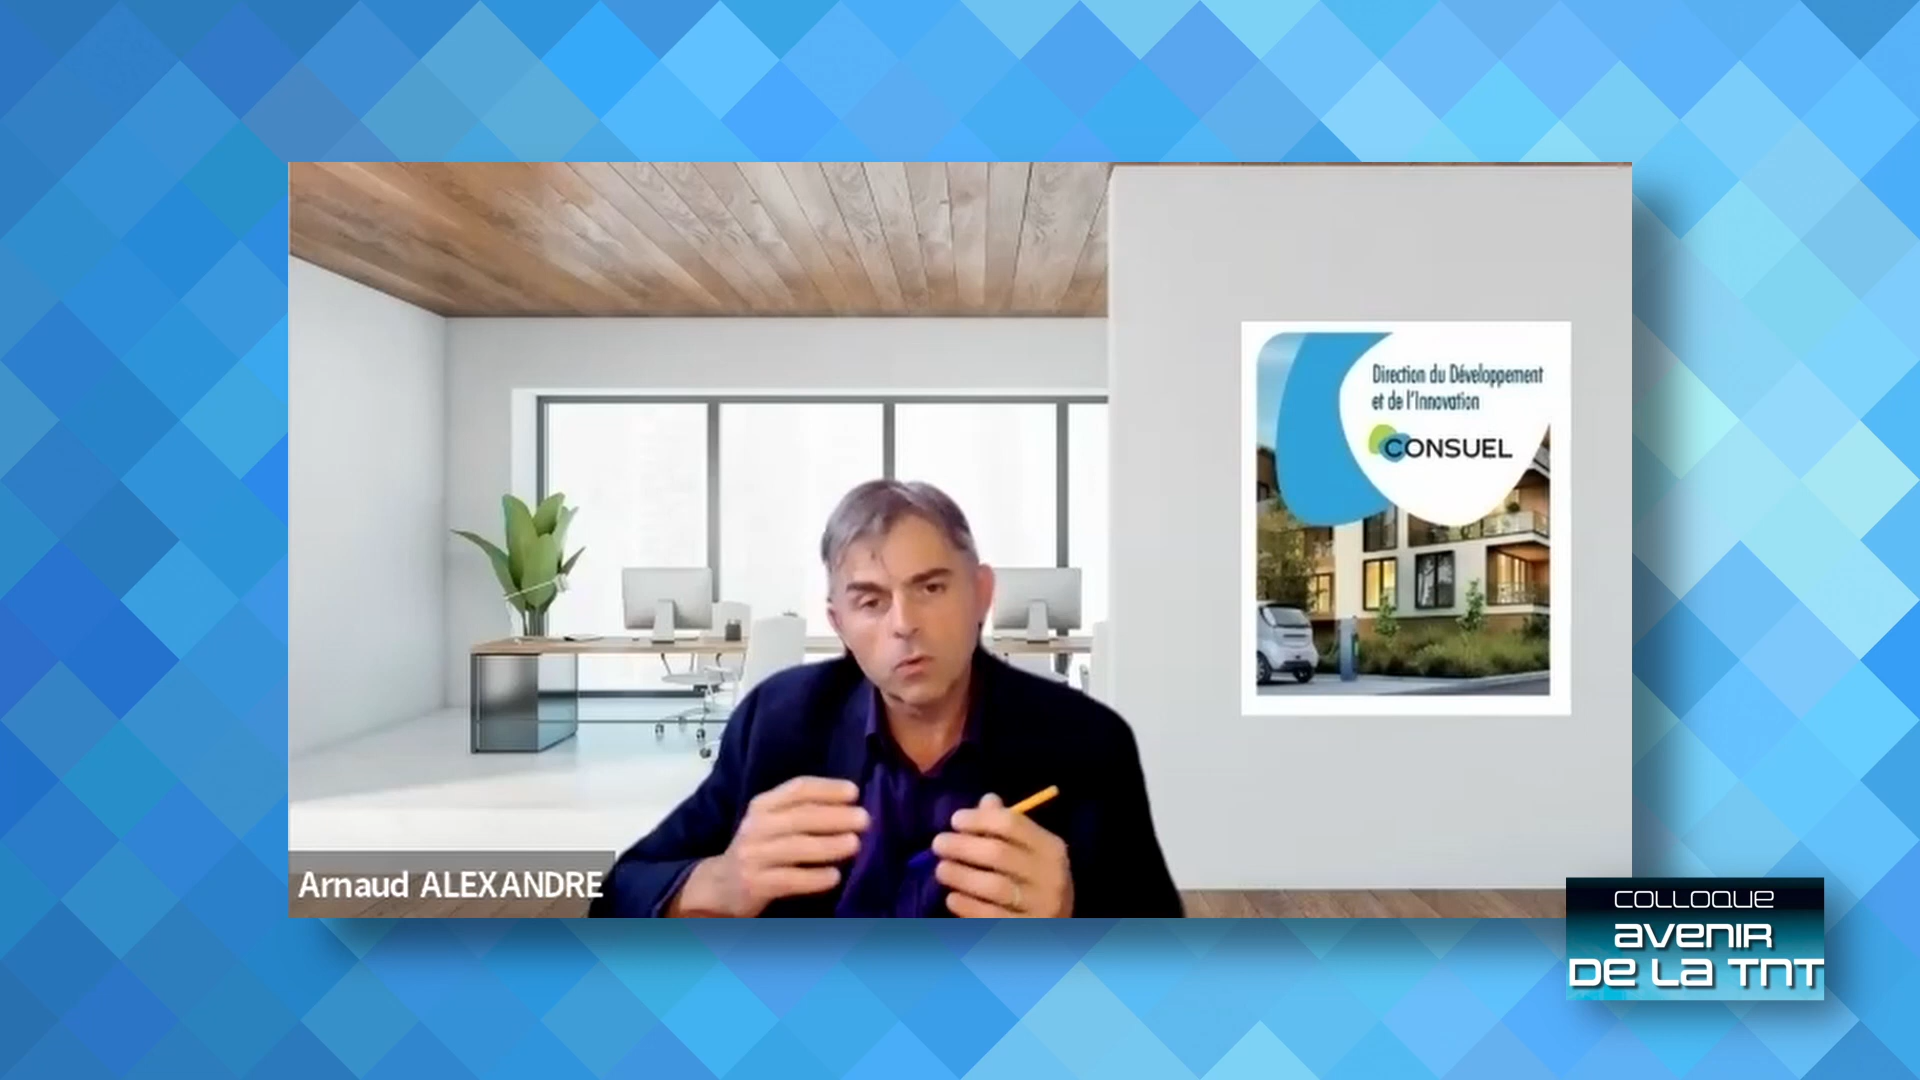 Direction du Développement
et de l'Innovation
CONSUEL
Arnaud ALEXANDRE
COLLOQUE
AVENIR
DE LA TNT